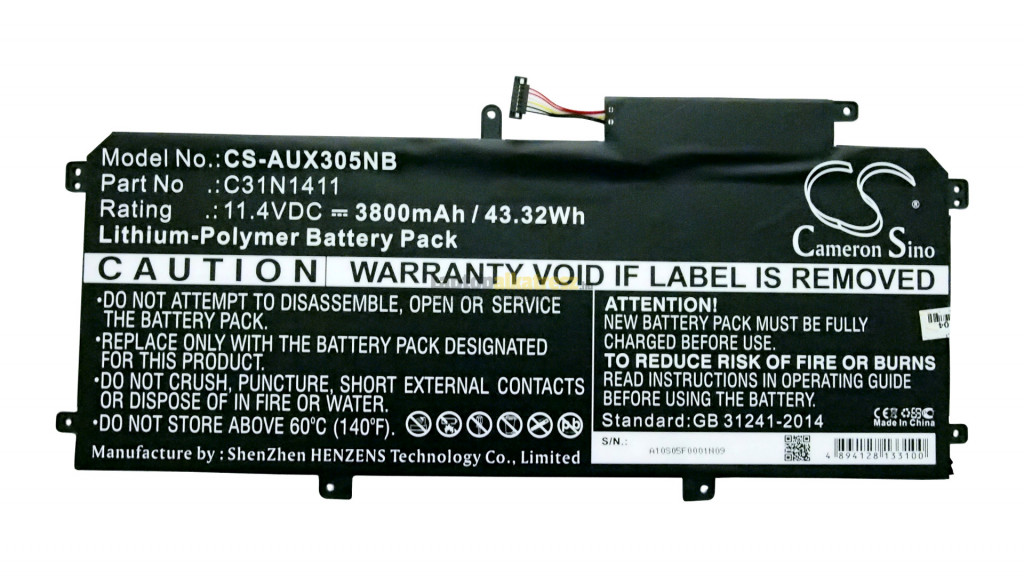 Model No.:CS-AUX305NB
Part No .:C31N1411
Rating .:11.4VDC ⎓ 3800mAh / 43.32Wh
Lithium-Polymer Battery Pack
Cameron Sino
®
CAUTION WARRANTY VOID IF LABEL IS REMOVED
•DO NOT ATTEMPT TO DISASSEMBLE, OPEN OR SERVICE
THE BATTERY PACK.
•REPLACE ONLY WITH THE BATTERY PACK DESIGNATED
FOR THIS PRODUCT.
•DO NOT CRUSH, PUNCTURE, SHORT EXTERNAL CONTACTS
OR DISPOSE OF IN FIRE OR WATER.
•DO NOT STORE ABOVE 60°C (140°F).
Manufacture by : ShenZhen HENZENS Technology Co., Limited
ATTENTION:
NEW BATTERY PACK MUST BE FULLY
CHARGED BEFORE USE.
TO REDUCE RISK OF FIRE OR BURNS
READ INSTRUCTIONS IN OPERATING GUIDE
BEFORE USING THE BATTERY.
Standard:GB 31241-2014
CE
Made in China
S/N.:
A10S05F0001H09
4 894128 133100
04